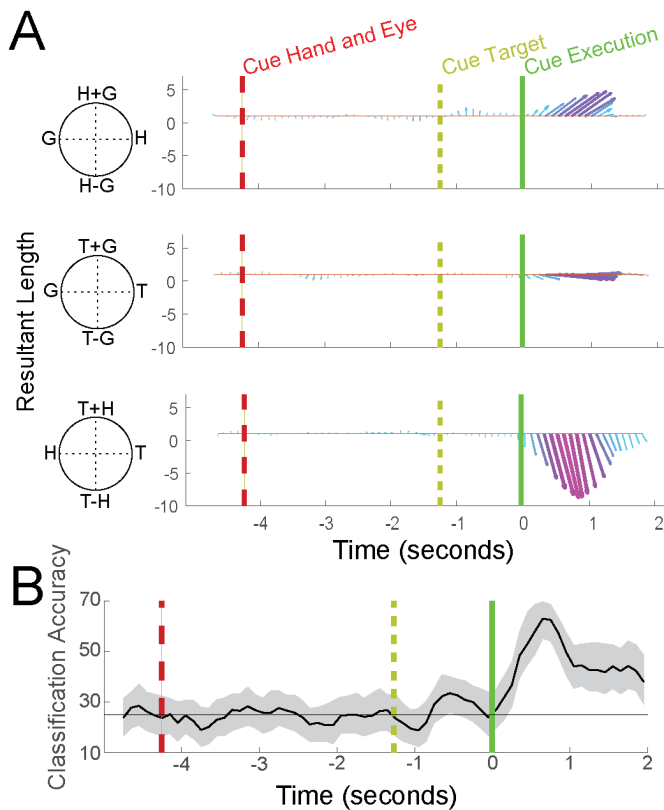 A
Cue Hand and Eye
Cue Target
Cue Execution
H+G
G H
H-G
5
0
-5
-10
T+G
G T
T-G
5
0
-5
-10
T+H
H T
T-H
5
0
-5
-10
Resultant Length
-4 -3 -2 -1 0 1 2
Time (seconds)
B
Classification Accuracy
70
50
30
10
-4 -3 -2 -1 0 1 2
Time (seconds)